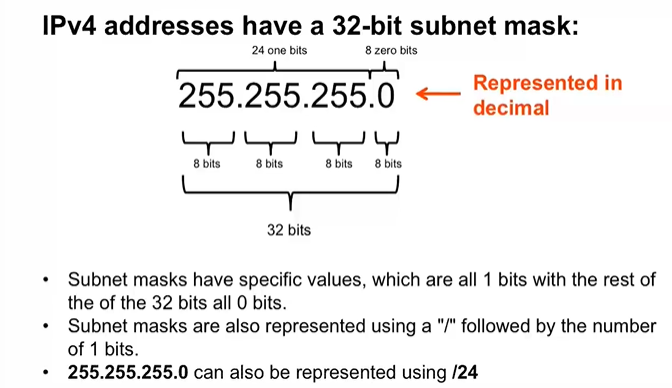 IPv4 addresses have a 32-bit subnet mask:
24 one bits
8 zero bits
255.255.255.0
Represented in
decimal
8 bits
8 bits
8 bits
8 bits
32 bits
• Subnet masks have specific values, which are all 1 bits with the rest of
the of the 32 bits all 0 bits.
• Subnet masks are also represented using a "/" followed by the number
of 1 bits.
• 255.255.255.0 can also be represented using /24